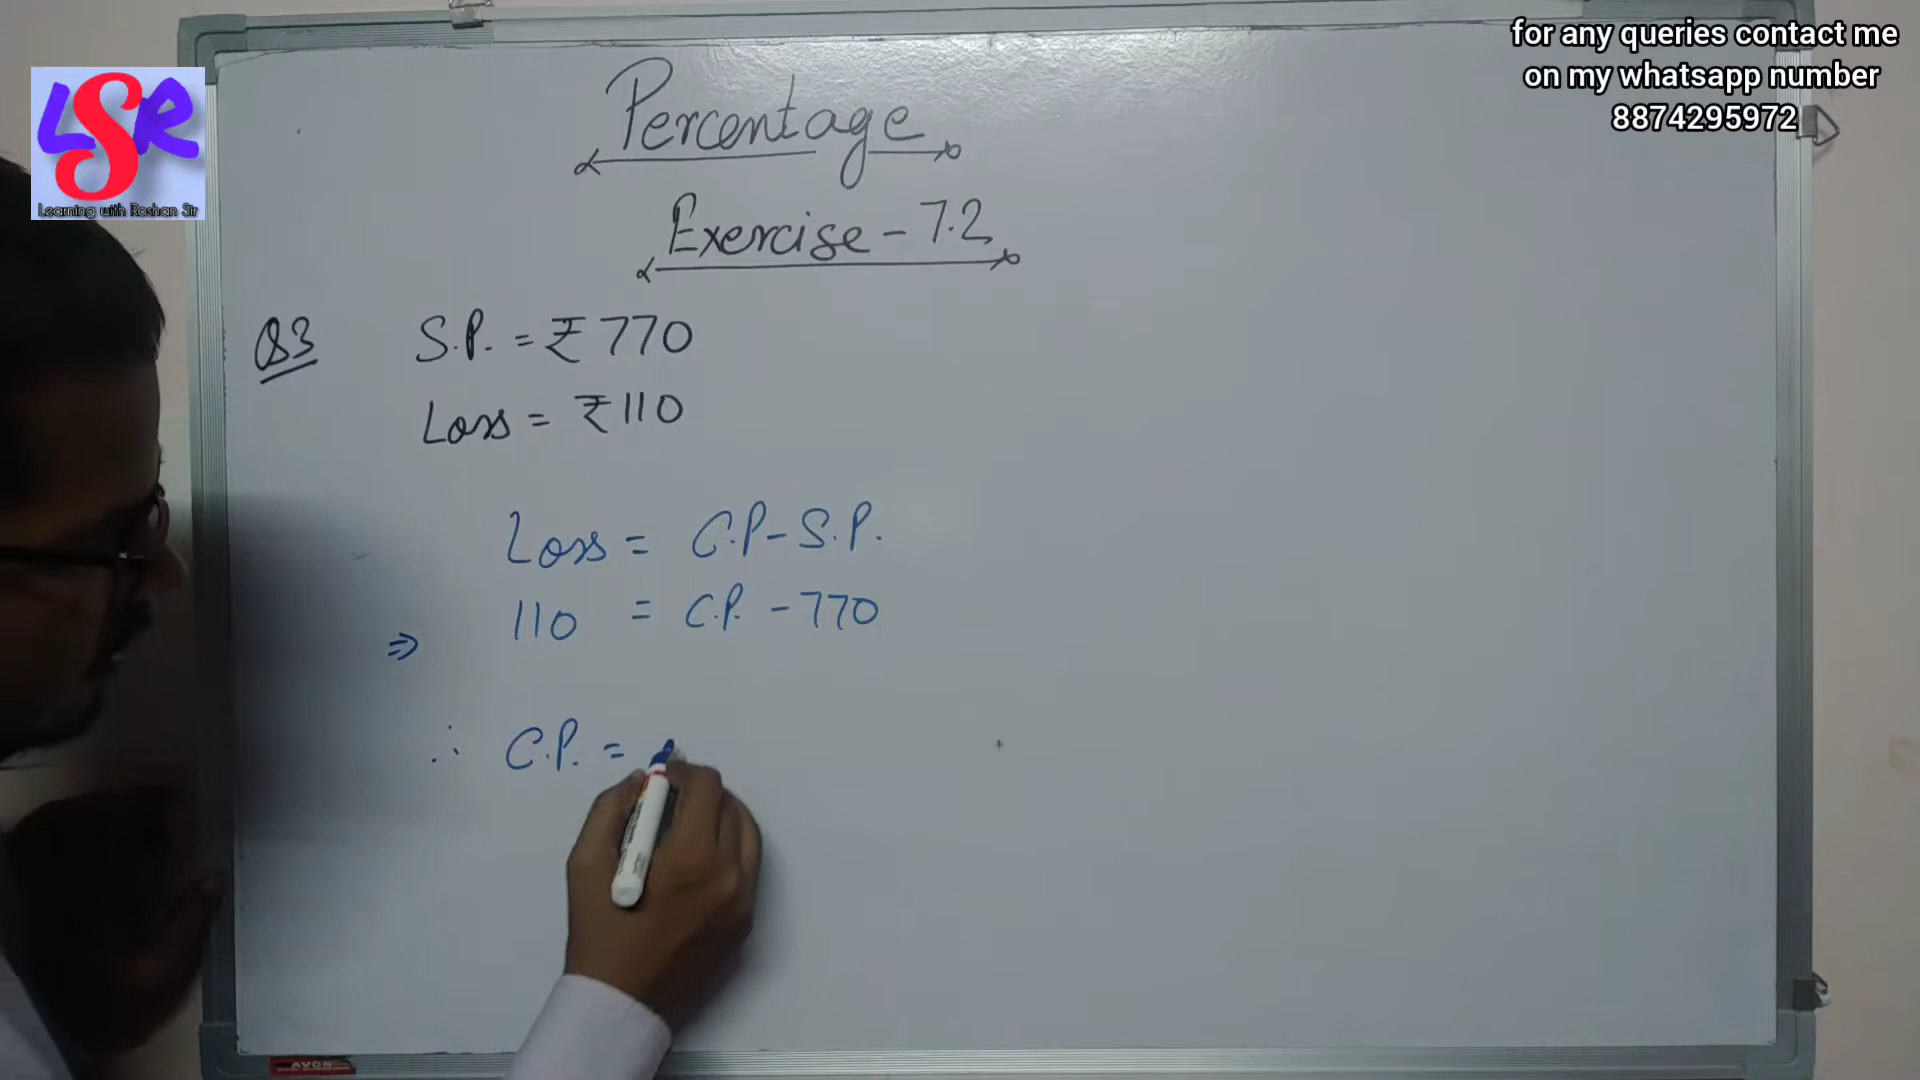 for any queries contact me
on my whatsapp number
8874295972
LSR
Learning with Roshan Sir
Percentage
Exercise - 7.2
Q3 S.P. = ₹ 770
Loss = ₹ 110
Loss = C.P - S.P.
⇒ 110 = C.P. - 770
∴ C.P. =
AVON